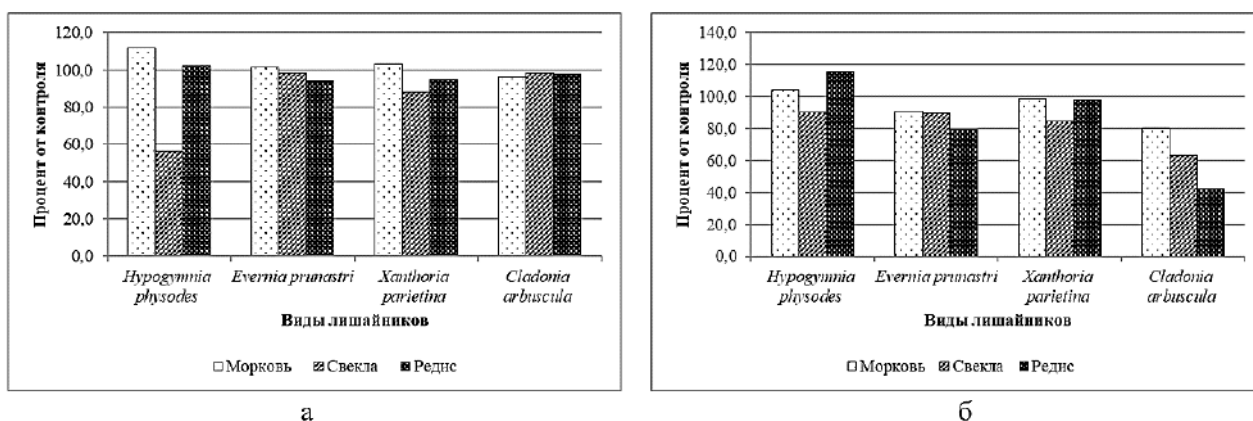 120,0
100,0
80,0
60,0
40,0
20,0
0,0
Процент от контроля
Hypogymnia physodes
Evernia prunastri
Xanthoria parietina
Cladonia arbuscula
Виды лишайников
Морковь Свекла Редис
а
140,0
120,0
100,0
80,0
60,0
40,0
20,0
0,0
Процент от контроля
Hypogymnia physodes
Evernia prunastri
Xanthoria parietina
Cladonia arbuscula
Виды лишайников
Морковь Свекла Редис
б